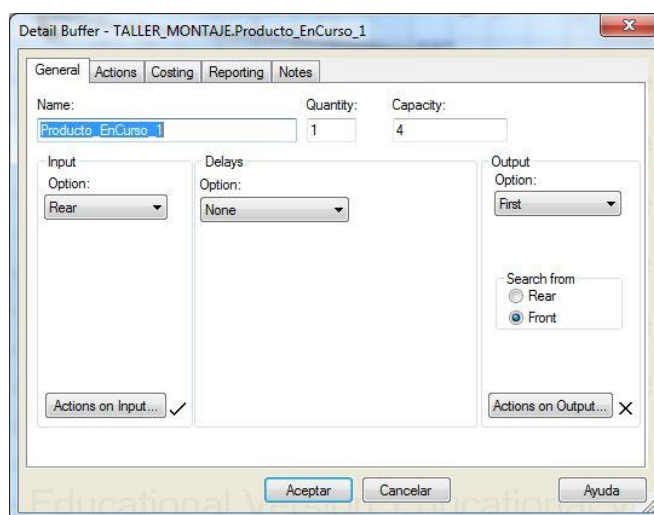 Detail Buffer - TALLER_MONTAJE.Producto_EnCurso_1
General Actions Costing Reporting Notes
Name: Quantity: Capacity:
Producto_EnCurso_1 1 4
Input Delays Output
Option: Option: Option:
Rear None First
Search from
Rear
Front
Actions on Input... Actions on Output...
Aceptar Cancelar Ayuda
Educational Version Educational